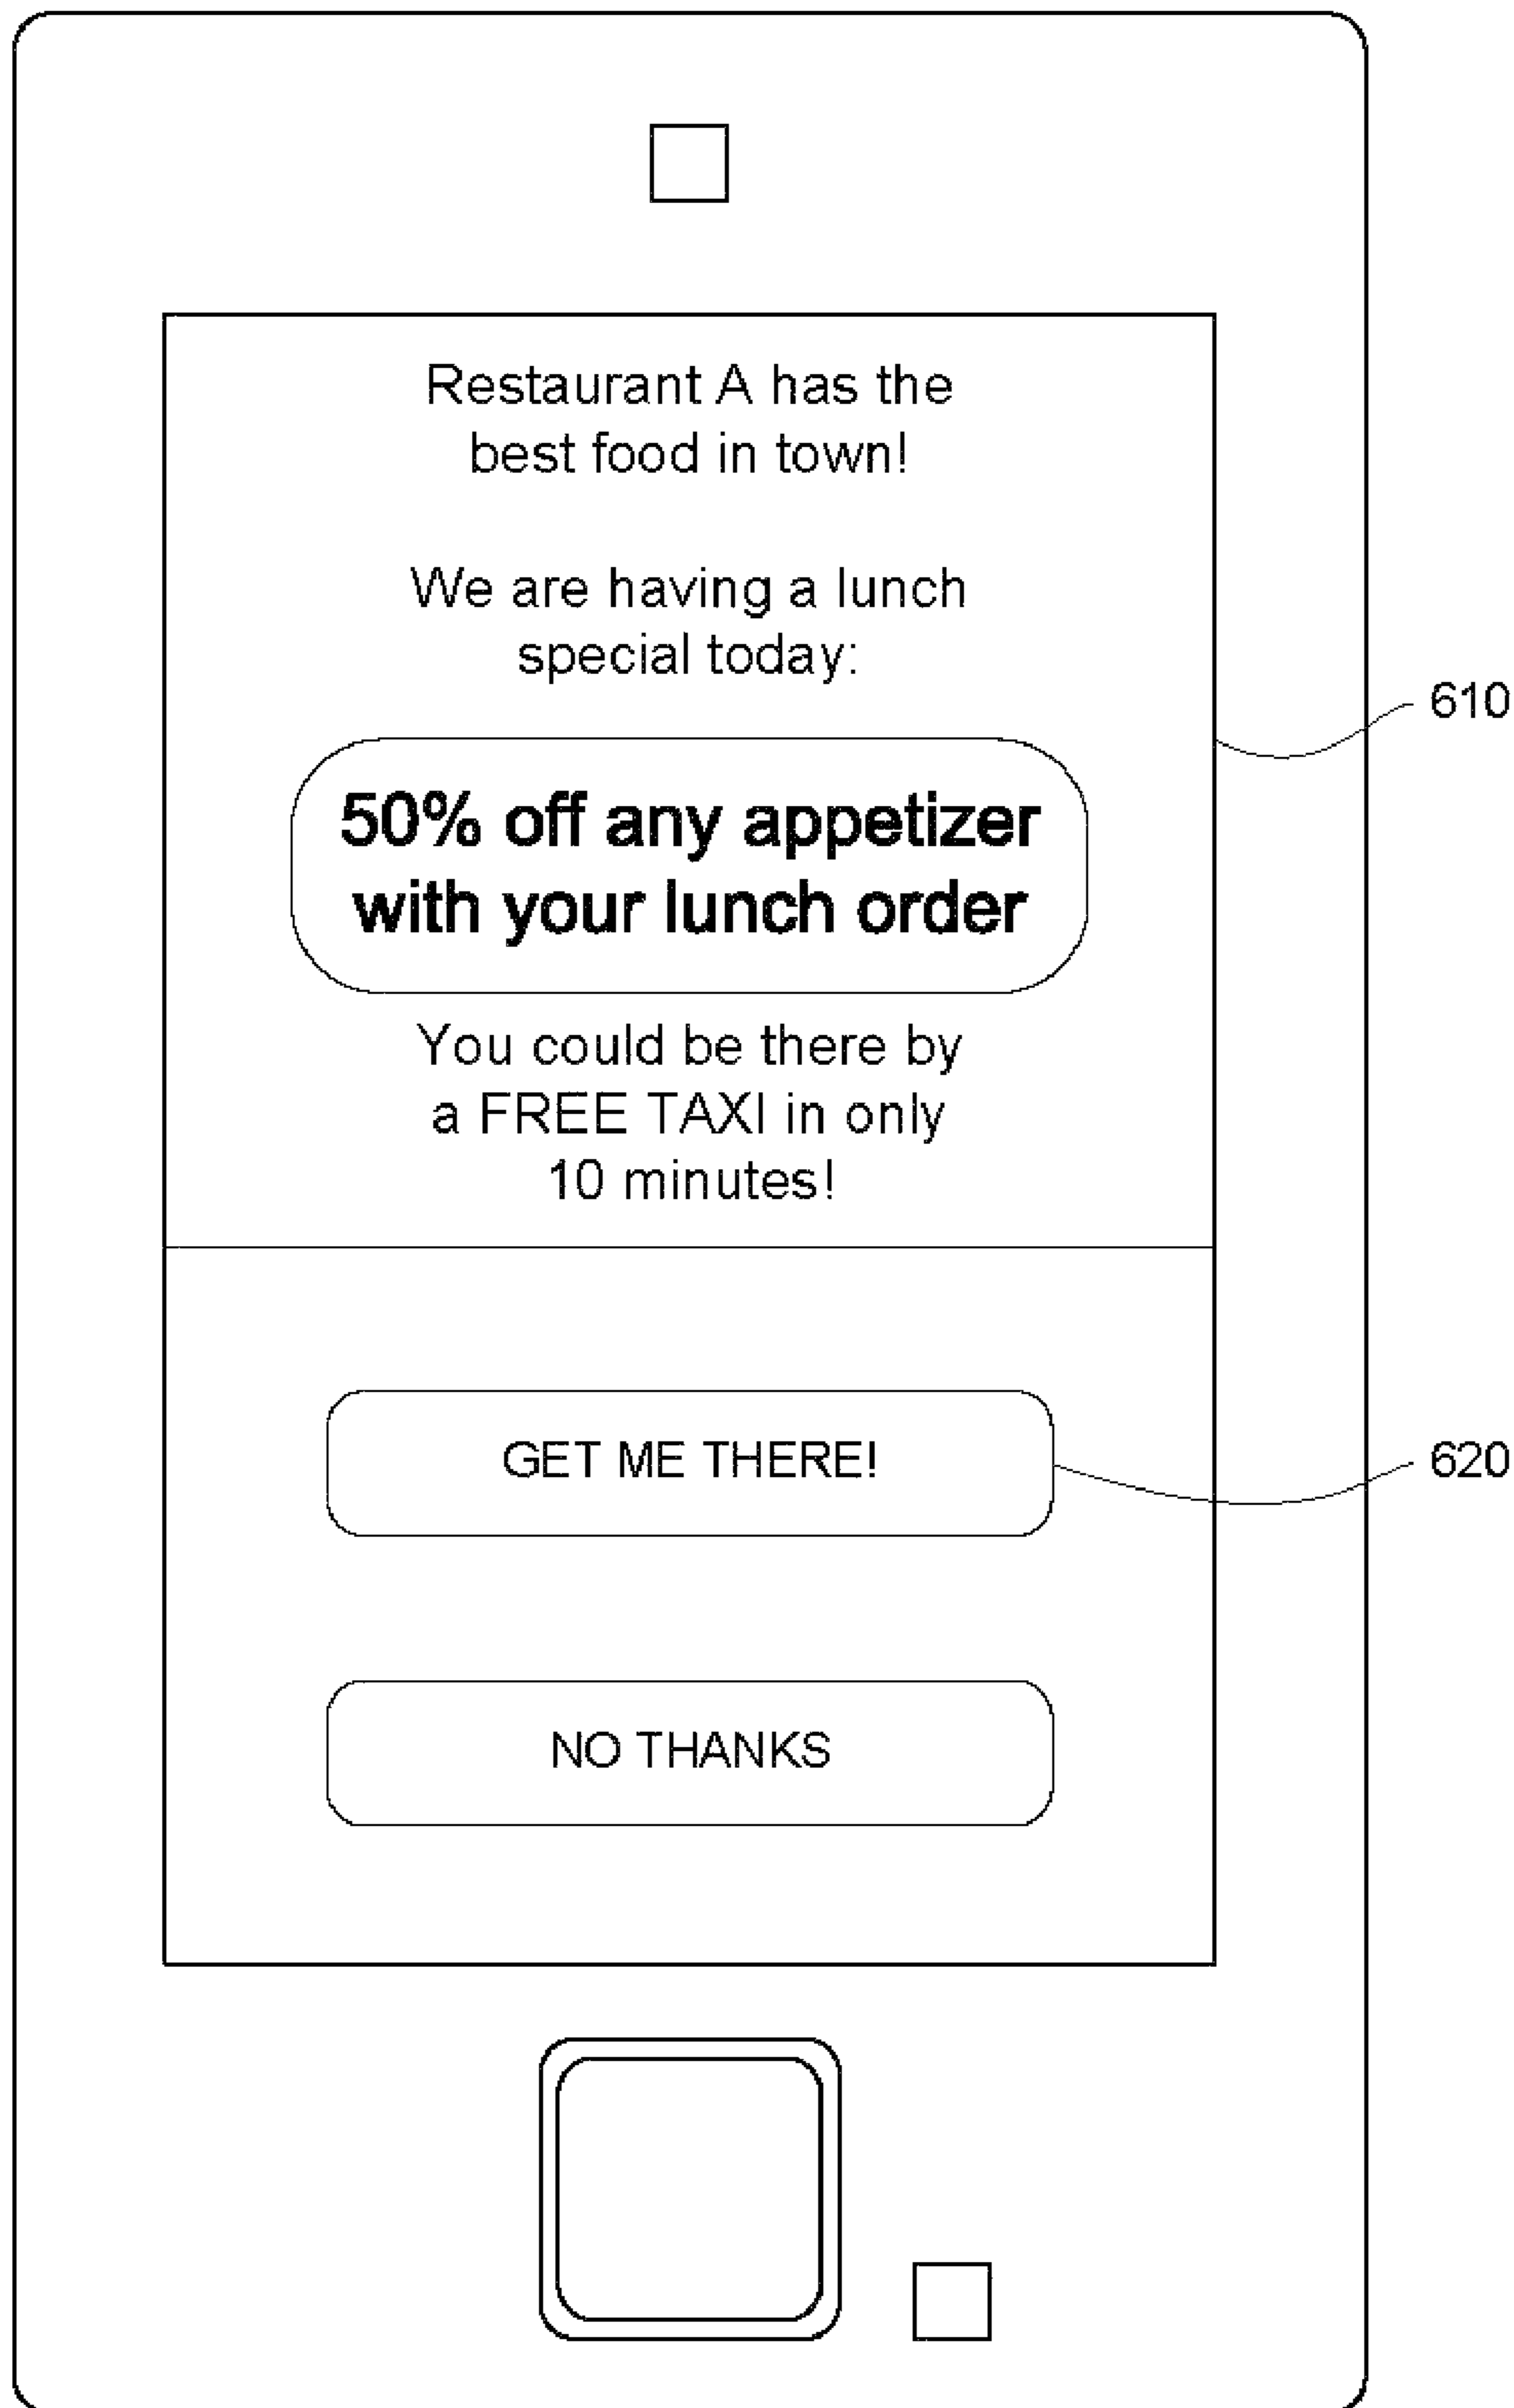 Restaurant A has the
best food in town!
We are having a lunch
special today:
610
50% off any appetizer
with your lunch order
You could be there by
a FREE TAXI in only
10 minutes!
GET ME THERE!
620
NO THANKS